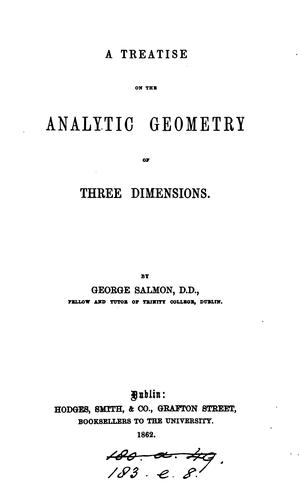 A TREATISE
ON THE
ANALYTIC GEOMETRY
OF
THREE DIMENSIONS.
BY
GEORGE SALMON, D.D.,
FELLOW AND TUTOR OF TRINITY COLLEGE, DUBLIN.
Dublin:
HODGES, SMITH, & CO., GRAFTON STREET,
BOOKSELLERS TO THE UNIVERSITY.
1862.
183. e. 8.